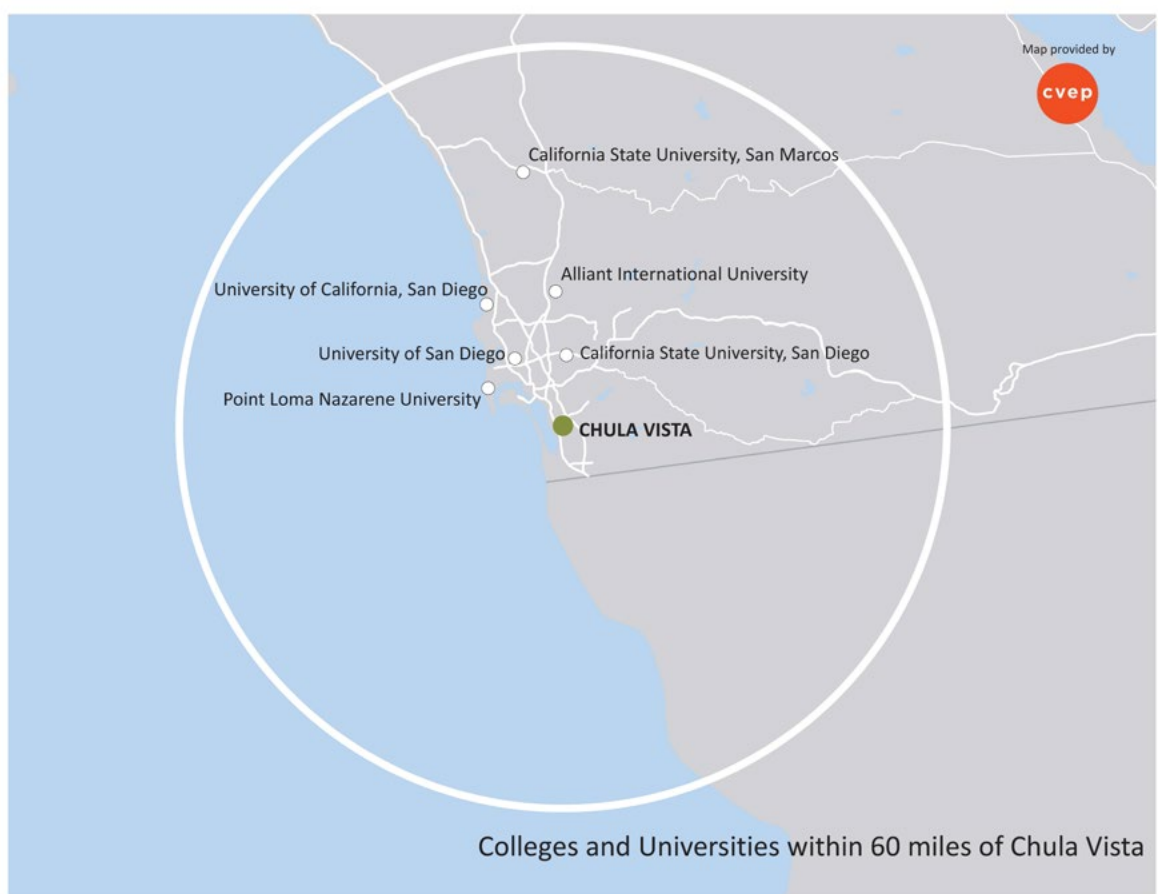 Map provided by
cvep
California State University, San Marcos
Alliant International University
University of California, San Diego
University of San Diego
California State University, San Diego
Point Loma Nazarene University
CHULA VISTA
Colleges and Universities within 60 miles of Chula Vista